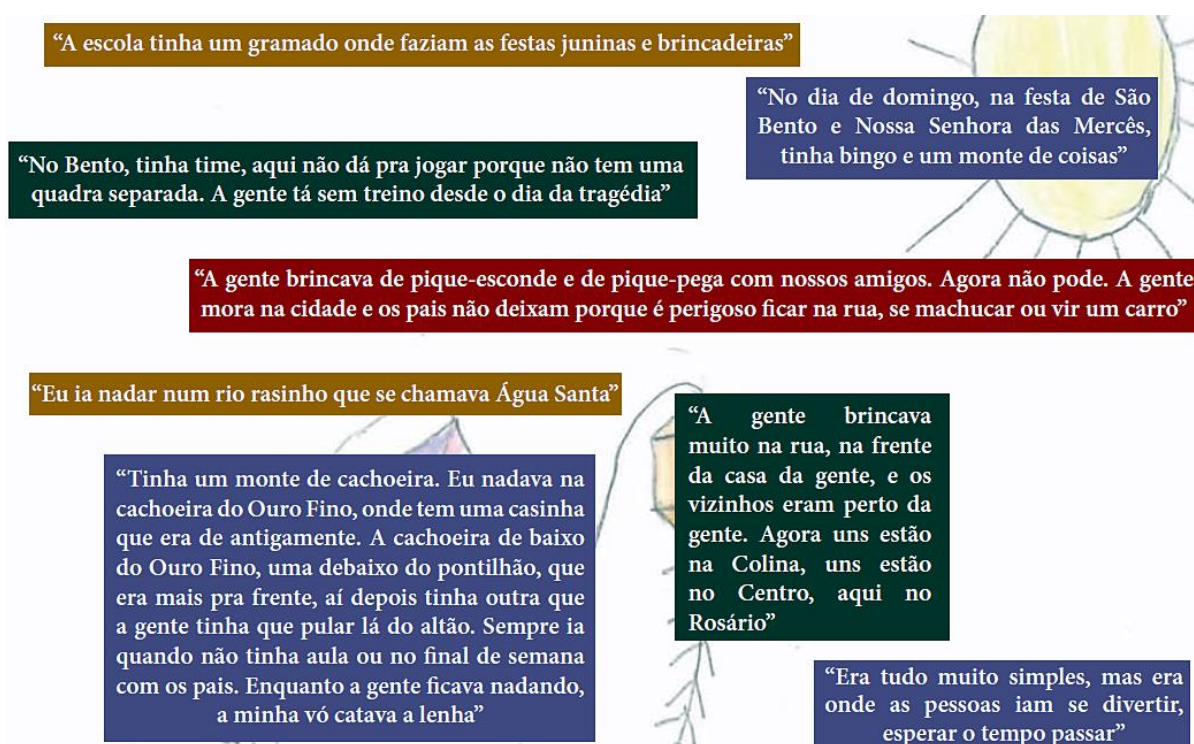 “A escola tinha um gramado onde faziam as festas juninas e brincadeiras”
“No dia de domingo, na festa de São
Bento e Nossa Senhora das Mercês,
tinha bingo e um monte de coisas”
“No Bento, tinha time, aqui não dá pra jogar porque não tem uma
quadra separada. A gente tá sem treino desde o dia da tragédia”
“A gente brincava de pique-esconde e de pique-pega com nossos amigos. Agora não pode. A gente
mora na cidade e os pais não deixam porque é perigoso ficar na rua, se machucar ou vir um carro”
“Eu ia nadar num rio rasinho que se chamava Água Santa”
“Tinha um monte de cachoeira. Eu nadava na
cachoeira do Ouro Fino, onde tem uma casinha
que era de antigamente. A cachoeira de baixo
do Ouro Fino, uma debaixo do pontilhão, que
era mais pra frente, aí depois tinha outra que
a gente tinha que pular lá do altão. Sempre ia
quando não tinha aula ou no final de semana
com os pais. Enquanto a gente ficava nadando,
a minha vó catava a lenha”
“A gente brincava
muito na rua, na frente
da casa da gente, e os
vizinhos eram perto da
gente. Agora uns estão
na Colina, uns estão
no Centro, aqui no
Rosário”
“Era tudo muito simples, mas era
onde as pessoas iam se divertir,
esperar o tempo passar”